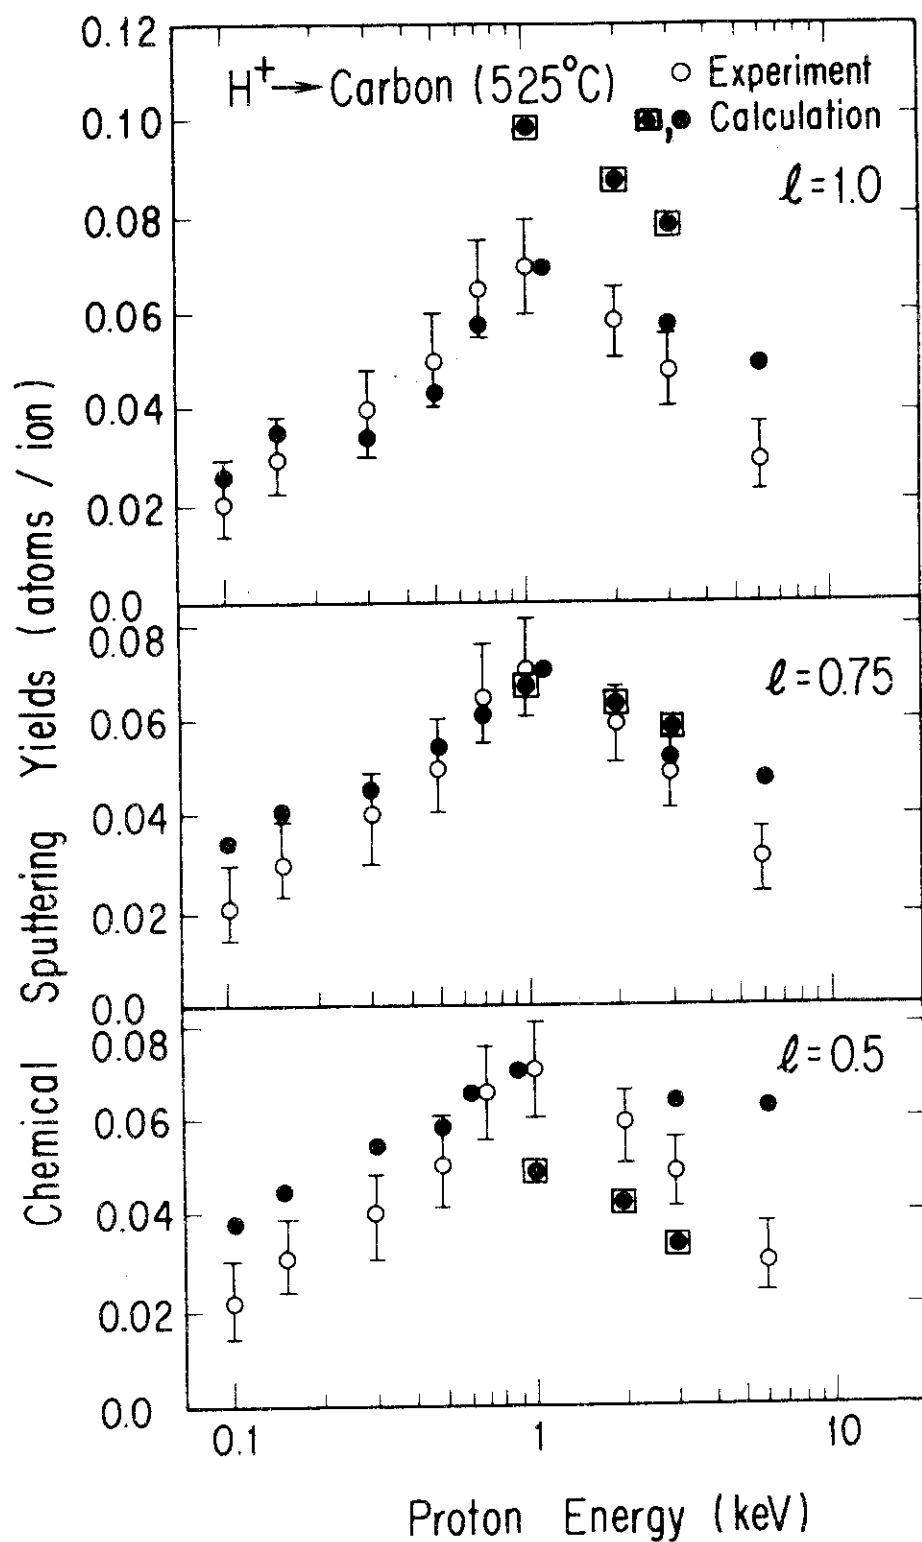 0.12
H⁺→Carbon (525°C)
○ Experiment
▣,● Calculation
ℓ=1.0
0.10
0.08
0.06
0.04
0.02
0.0
ℓ=0.75
0.08
0.06
0.04
0.02
0.0
ℓ=0.5
0.08
0.06
0.04
0.02
0.0
0.1 1 10
Proton Energy (keV)
Chemical Sputtering Yields (atoms / ion)